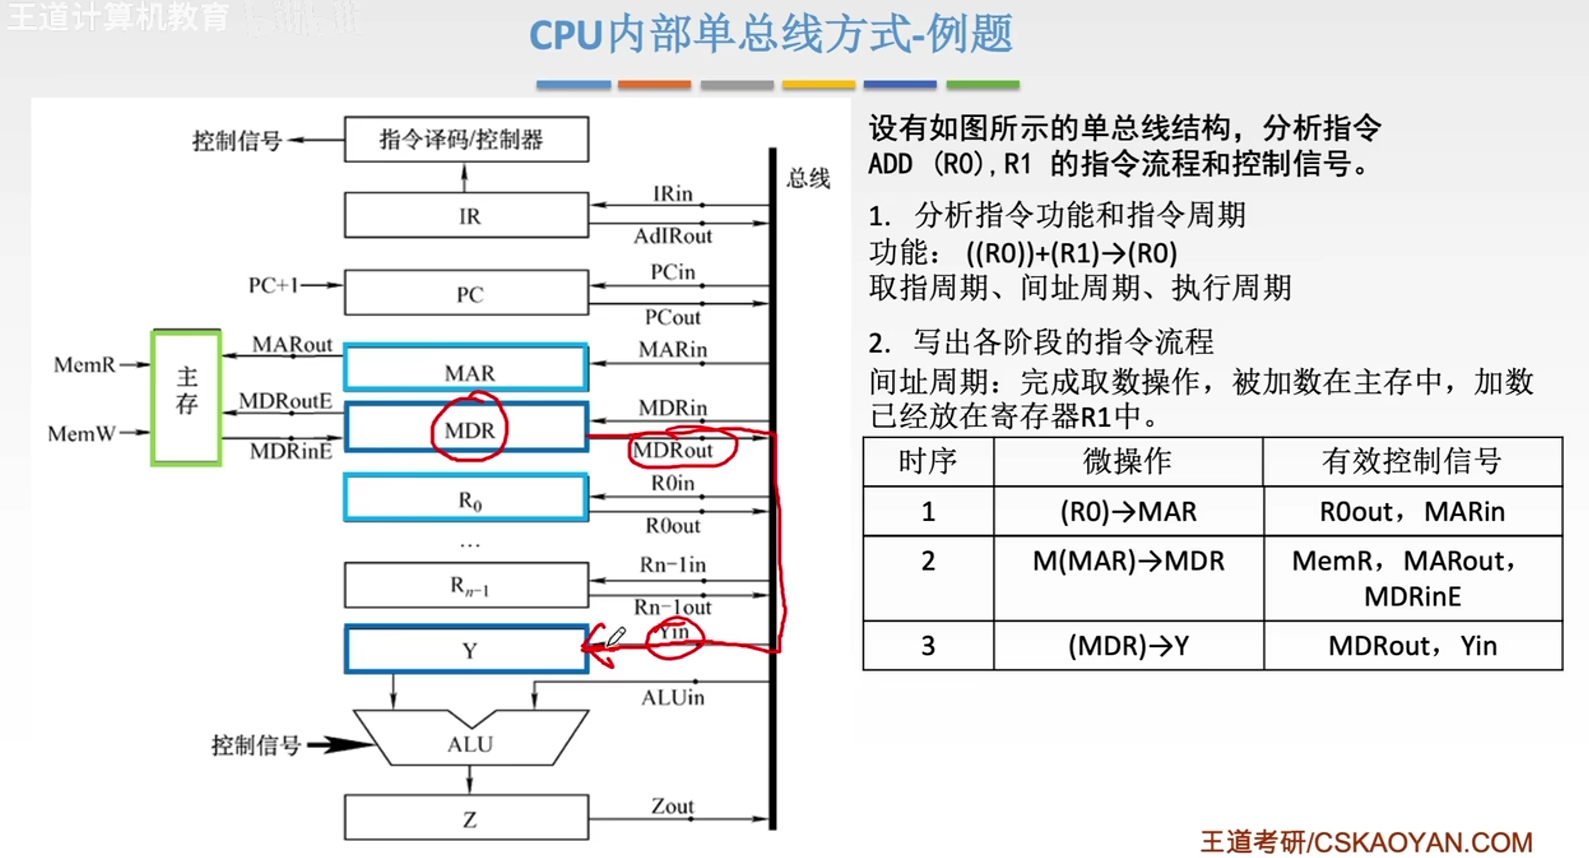 王道计算机教育
CPU内部单总线方式-例题
控制信号
指令译码/控制器
总线
IRin
IR
AdIRout
PCin
PC+1
PC
PCout
MARout
MARin
MemR
主存
MAR
MDRoutE
MDRin
MDR
MemW
MDRinE
MDRout
R0in
R0
R0out
…
Rn-1in
Rn-1
Rn-1out
Yin
Y
ALUin
控制信号
ALU
Zout
Z
设有如图所示的单总线结构，分析指令
ADD (R0),R1 的指令流程和控制信号。
1. 分析指令功能和指令周期
功能： ((R0))+(R1)→(R0)
取指周期、间址周期、执行周期
2. 写出各阶段的指令流程
间址周期：完成取数操作，被加数在主存中，加数
已经放在寄存器R1中。
时序 微操作 有效控制信号
1 (R0)→MAR R0out，MARin
2 M(MAR)→MDR MemR，MARout，
MDRinE
3 (MDR)→Y MDRout，Yin
王道考研/CSKAOYAN.COM